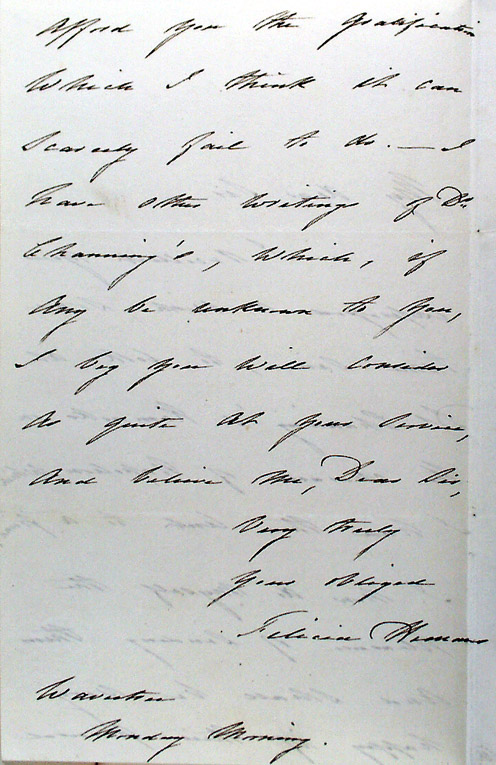 afford you the gratification
which I think it can
scarcely fail to do. — I
have other writings of Dr.
Channing's, which, if
any be unknown to you,
I beg you will consider
as quite at your service,
and believe me, Dear Sir,
Very truly
Your obliged
Felicia Hemans
Wavertree
Monday Morning.